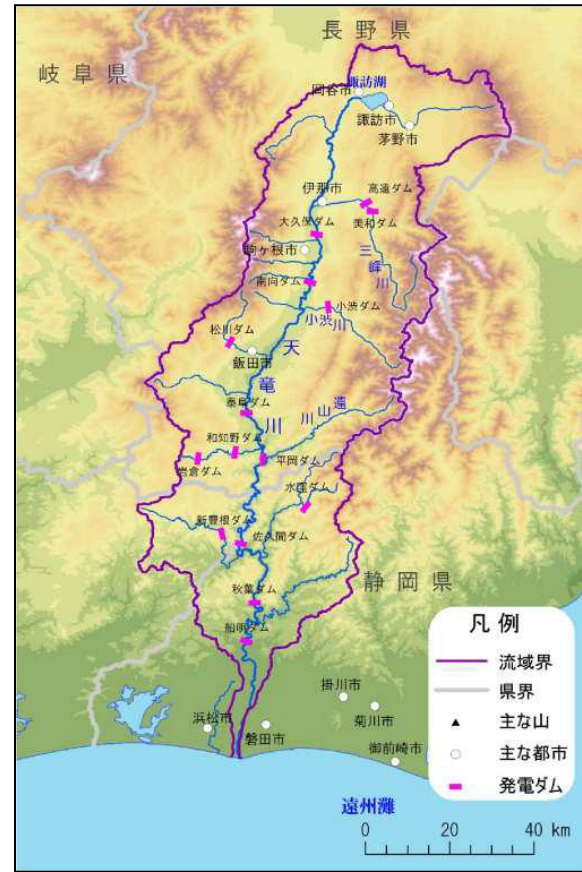 長野県
岐阜県
諏訪湖
岡谷市
諏訪市
茅野市
伊那市
高遠ダム
美和ダム
大久保ダム
駒ヶ根市
三峰川
南向ダム
小渋ダム
小渋川
松川ダム
飯田市
天竜川
泰阜ダム
遠山川
和知野ダム
平岡ダム
岩倉ダム
水窪ダム
新豊根ダム
佐久間ダム
秋葉ダム
静岡県
船明ダム
掛川市
菊川市
浜松市
磐田市
御前崎市
遠州灘
凡例
流域界
県界
主な山
主な都市
発電ダム
0 20 40 km